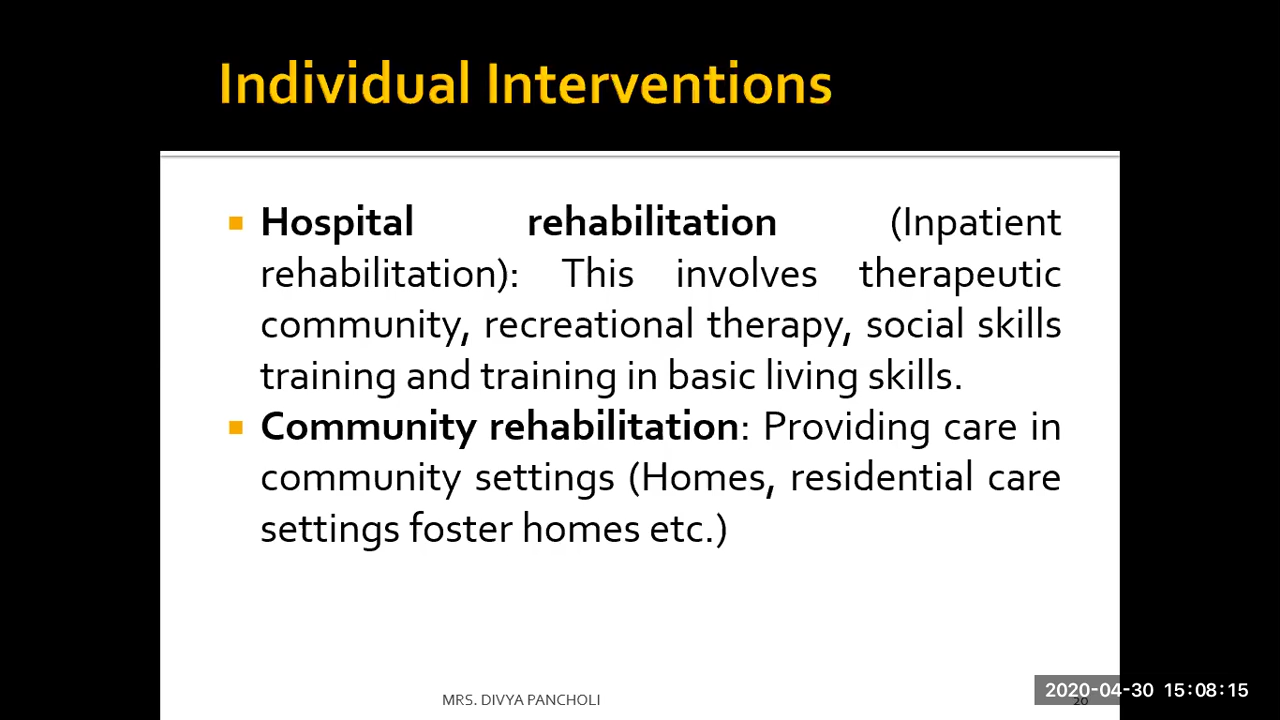 Individual Interventions
Hospital rehabilitation (Inpatient
rehabilitation): This involves therapeutic
community, recreational therapy, social skills
training and training in basic living skills.
Community rehabilitation: Providing care in
community settings (Homes, residential care
settings foster homes etc.)
MRS. DIVYA PANCHOLI
2020-04-30 15:08:15
20